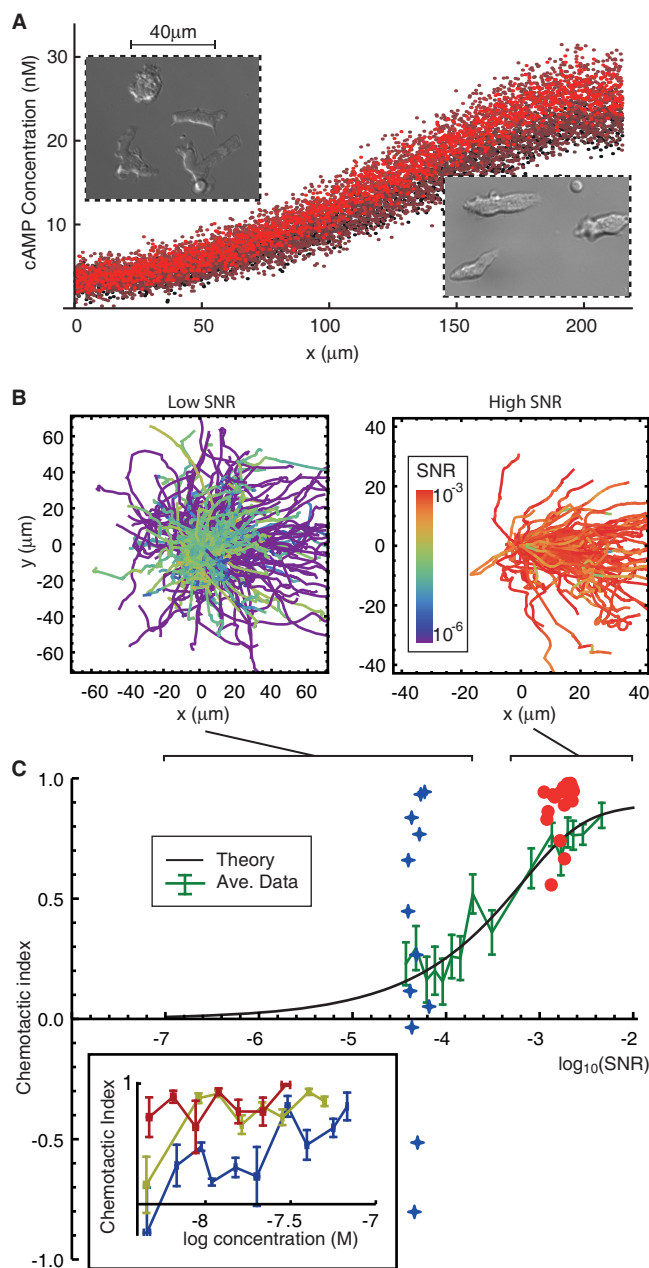 A
40μm
30
20
10
cAMP Concentration (nM)
0
50
100
150
200
x (μm)
B
Low SNR
High SNR
60
40
20
0
-20
-40
-60
y (μm)
-60
-40
-20
0
20
40
60
x (μm)
SNR
10-3
10-6
40
20
0
-20
-40
-40
-20
0
20
40
x (μm)
C
1.0
0.5
0.0
-0.5
-1.0
Chemotactic index
Theory
Ave. Data
-7
-6
-5
-4
-3
-2
log10(SNR)
1
Chemotactic Index
-8
-7.5
-7
log concentration (M)